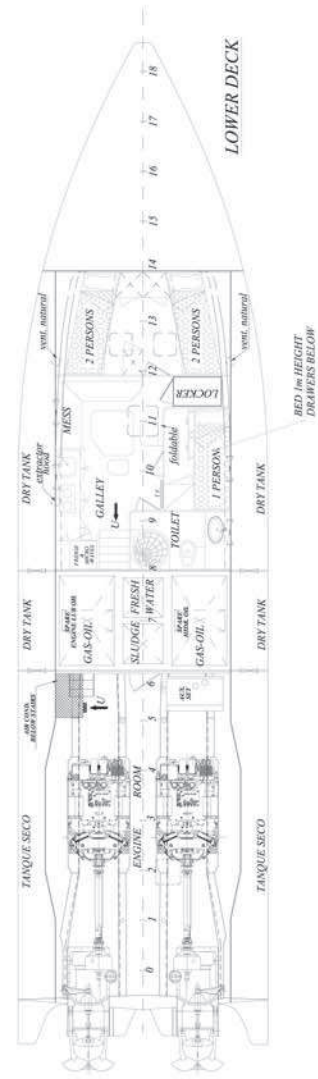 LOWER DECK
TANQUE SECO
DRY TANK
DRY TANK
extractor
hood
vent. natural
AIR COND.
BELOW STAIRS
U
SPARE
ENGINE LUB OIL
GAS-OIL
FRIDGE
&
MICRO
WAVE
GALLEY
U
MESS
2 PERSONS
0
1
2
3
4
5
6
7
8
9
10
11
12
13
14
15
16
17
18
ENGINE
ROOM
SLUDGE
FRESH
WATER
foldable
AUX.
SET
SPARE
HIDR. OIL
GAS-OIL
TOILET
1 PERSON
LOCKER
2 PERSONS
vent. natural
TANQUE SECO
DRY TANK
DRY TANK
BED 1m HEIGHT
DRAWERS BELOW